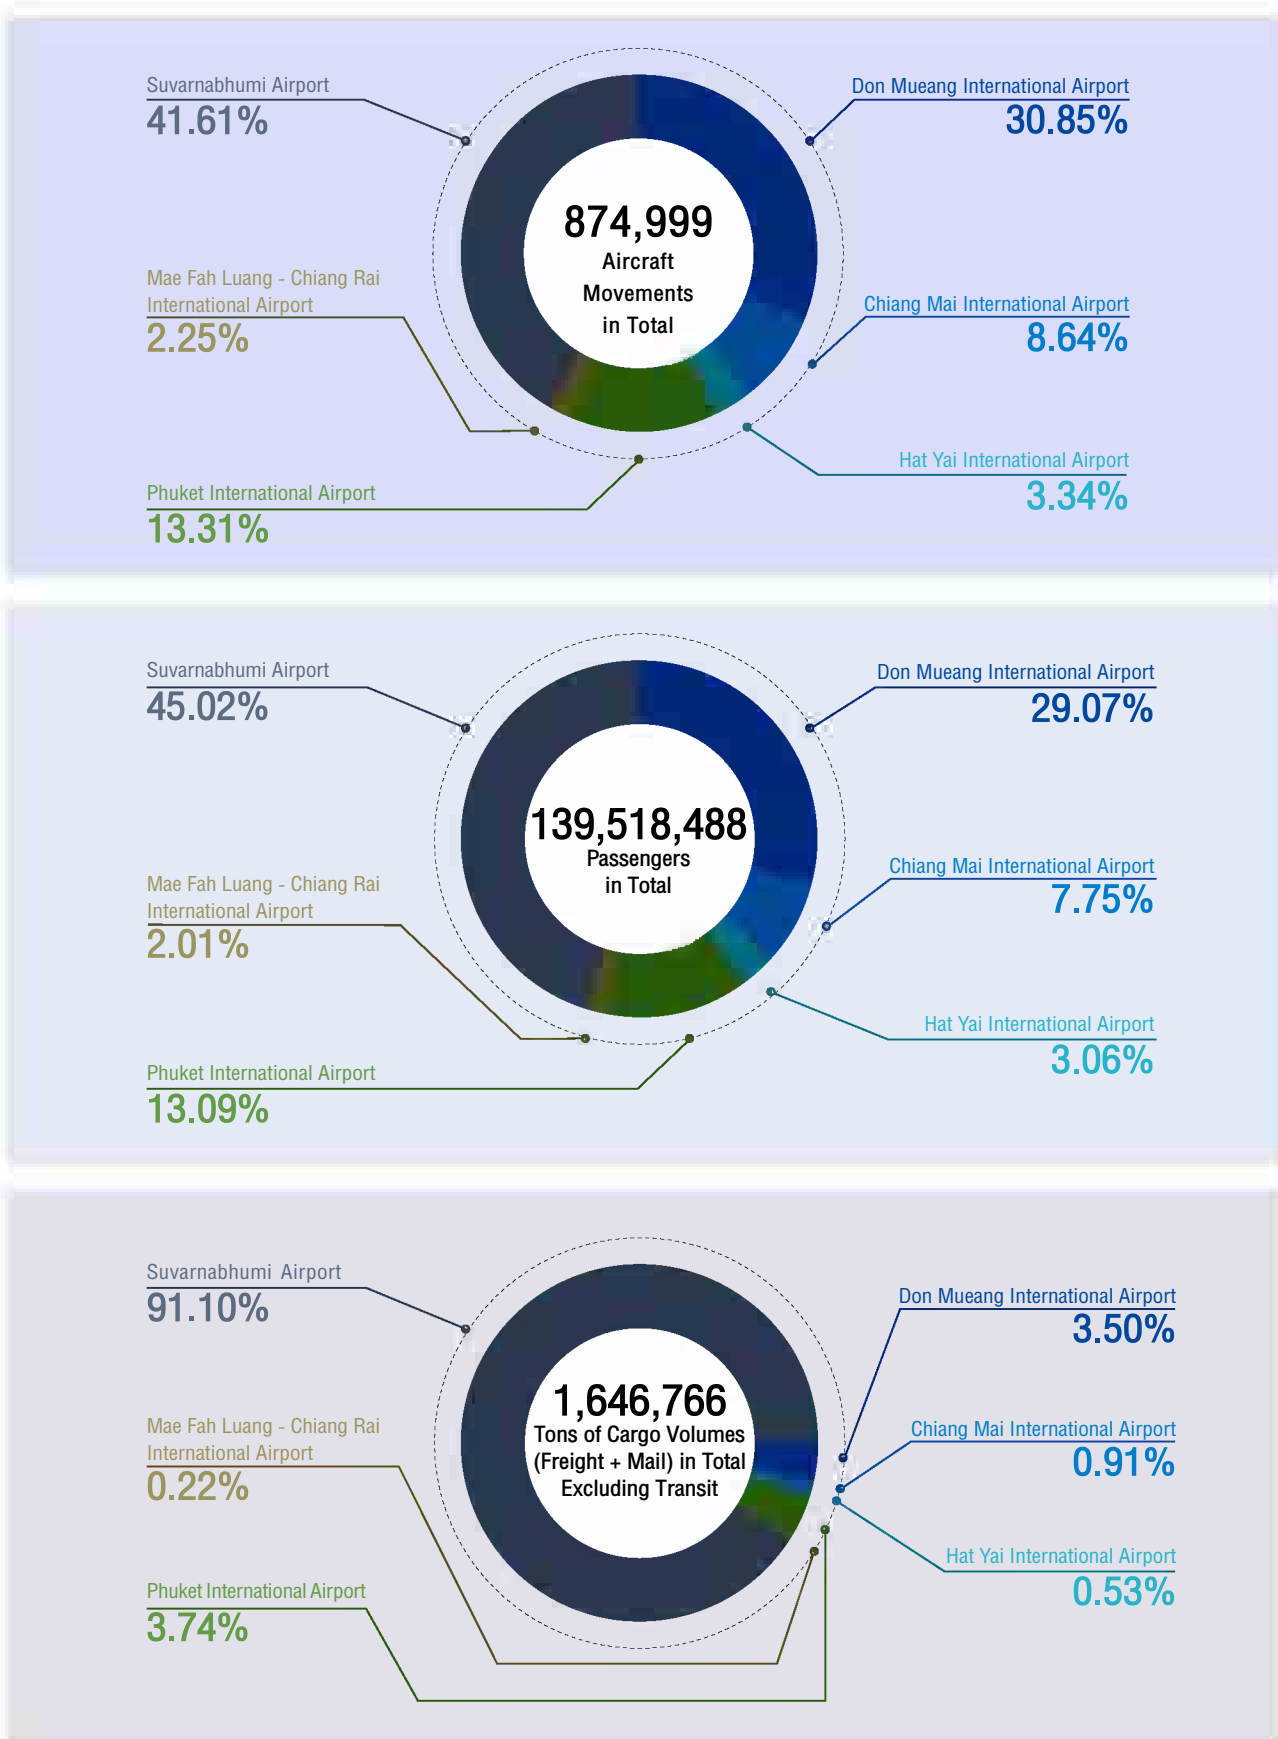 Suvarnabhumi Airport
41.61%
Don Mueang International Airport
30.85%
874,999
Aircraft
Movements
in Total
Mae Fah Luang - Chiang Rai
International Airport
2.25%
Chiang Mai International Airport
8.64%
Hat Yai International Airport
3.34%
Phuket International Airport
13.31%
Suvarnabhumi Airport
45.02%
Don Mueang International Airport
29.07%
139,518,488
Passengers
in Total
Mae Fah Luang - Chiang Rai
International Airport
2.01%
Chiang Mai International Airport
7.75%
Hat Yai International Airport
3.06%
Phuket International Airport
13.09%
Suvarnabhumi Airport
91.10%
Don Mueang International Airport
3.50%
1,646,766
Tons of Cargo Volumes
(Freight + Mail) in Total
Excluding Transit
Mae Fah Luang - Chiang Rai
International Airport
0.22%
Chiang Mai International Airport
0.91%
Hat Yai International Airport
0.53%
Phuket International Airport
3.74%